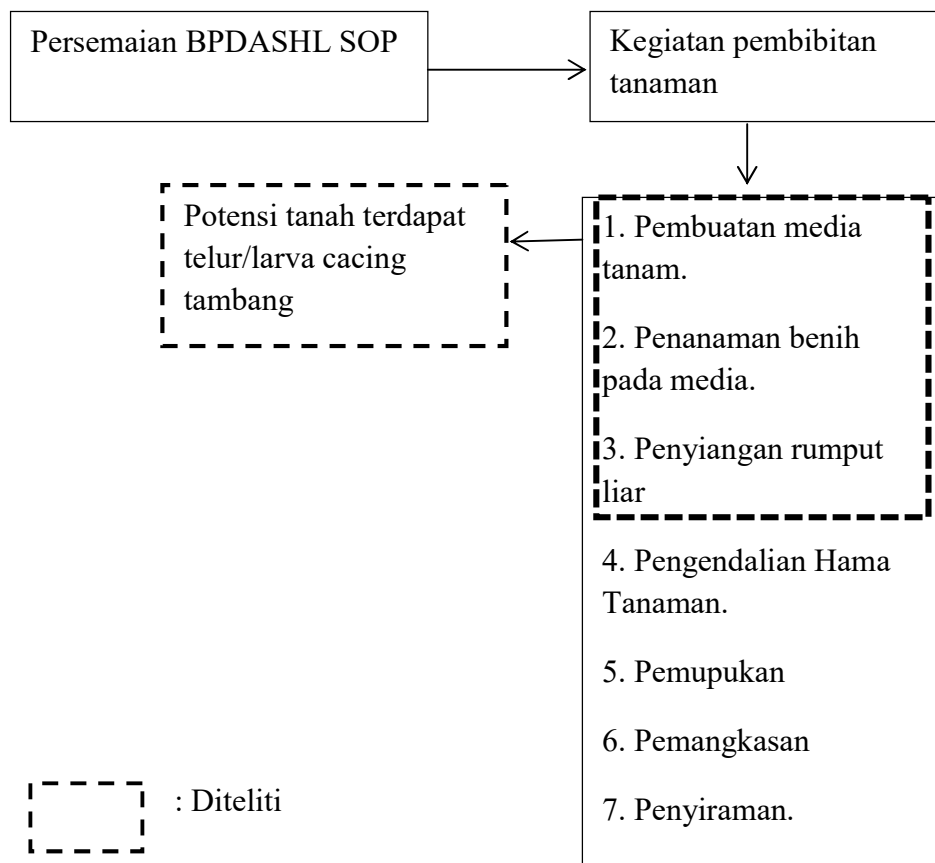 Persemaian BPDASHL SOP
Kegiatan pembibitan
tanaman
Potensi tanah terdapat
telur/larva cacing
tambang
1. Pembuatan media
tanam.
2. Penanaman benih
pada media.
3. Penyiangan rumput
liar
4. Pengendalian Hama
Tanaman.
5. Pemupukan
6. Pemangkasan
7. Penyiraman.
: Diteliti